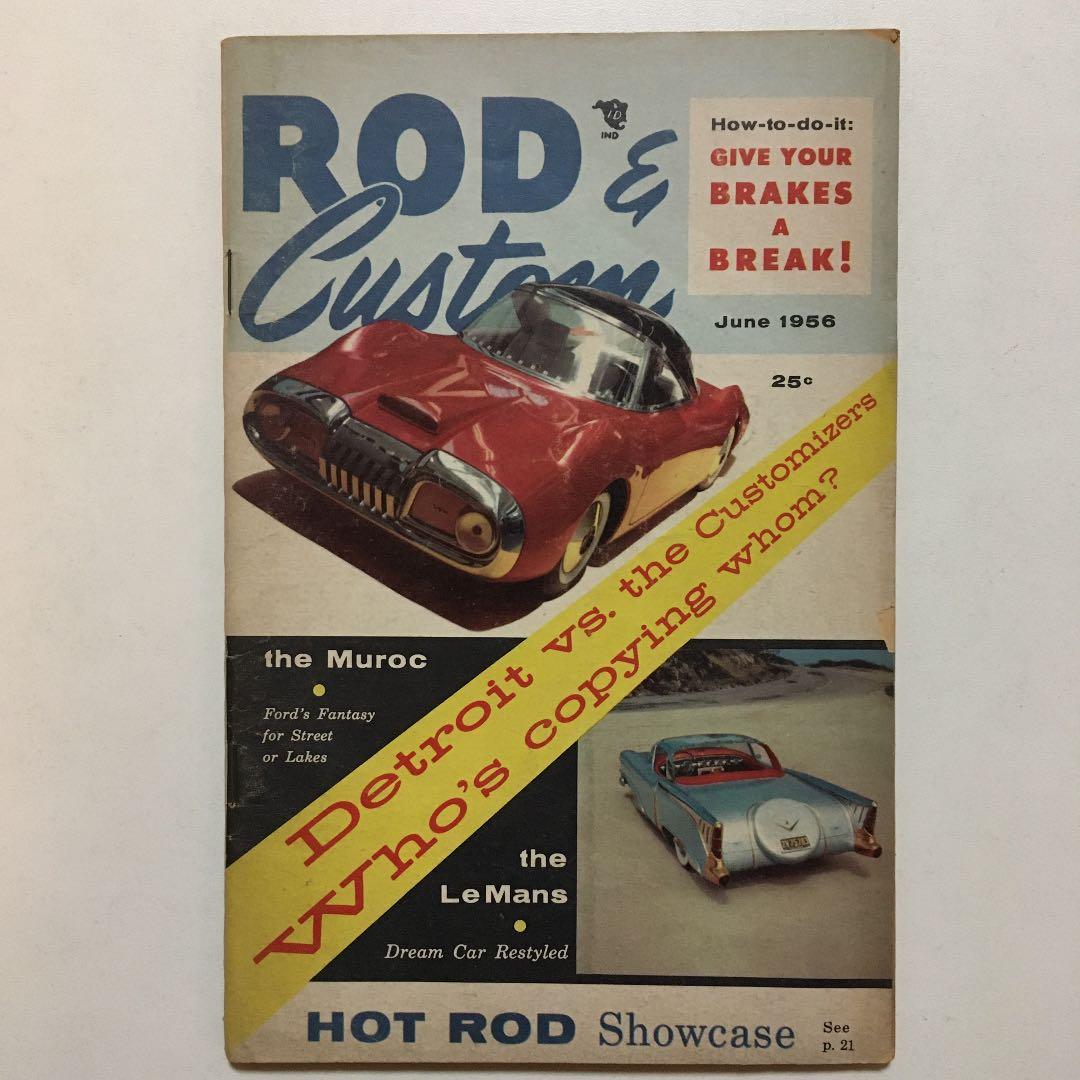 ROD &
Custom
ID
IND
How-to-do-it:
GIVE YOUR
BRAKES
A
BREAK!
June 1956
25c
Detroit vs. the Customizers
Who's copying whom?
the Muroc
Ford's Fantasy
for Street
or Lakes
the
LeMans
Dream Car Restyled
HOT ROD Showcase
See
p. 21